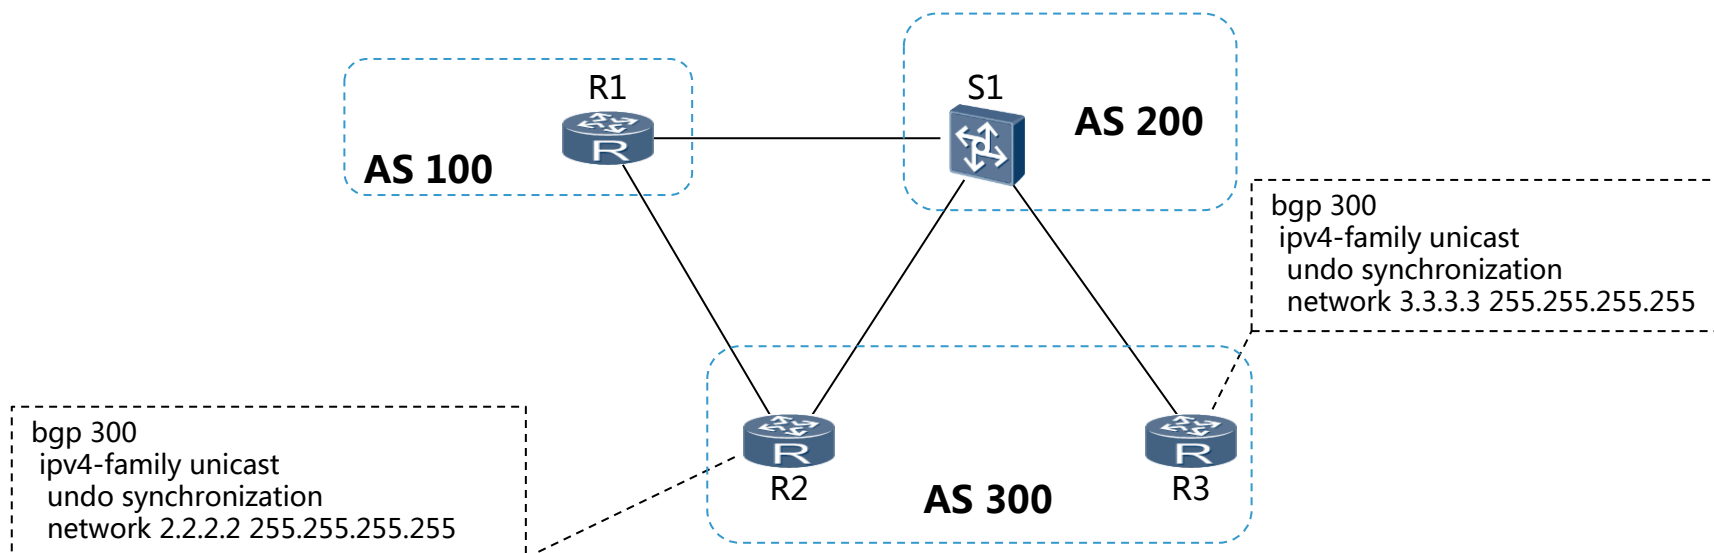 R1
S1
AS 200
AS 100
R
bgp 300
ipv4-family unicast
undo synchronization
network 3.3.3.3 255.255.255.255
bgp 300
ipv4-family unicast
undo synchronization
network 2.2.2.2 255.255.255.255
R
R2
AS 300
R
R3